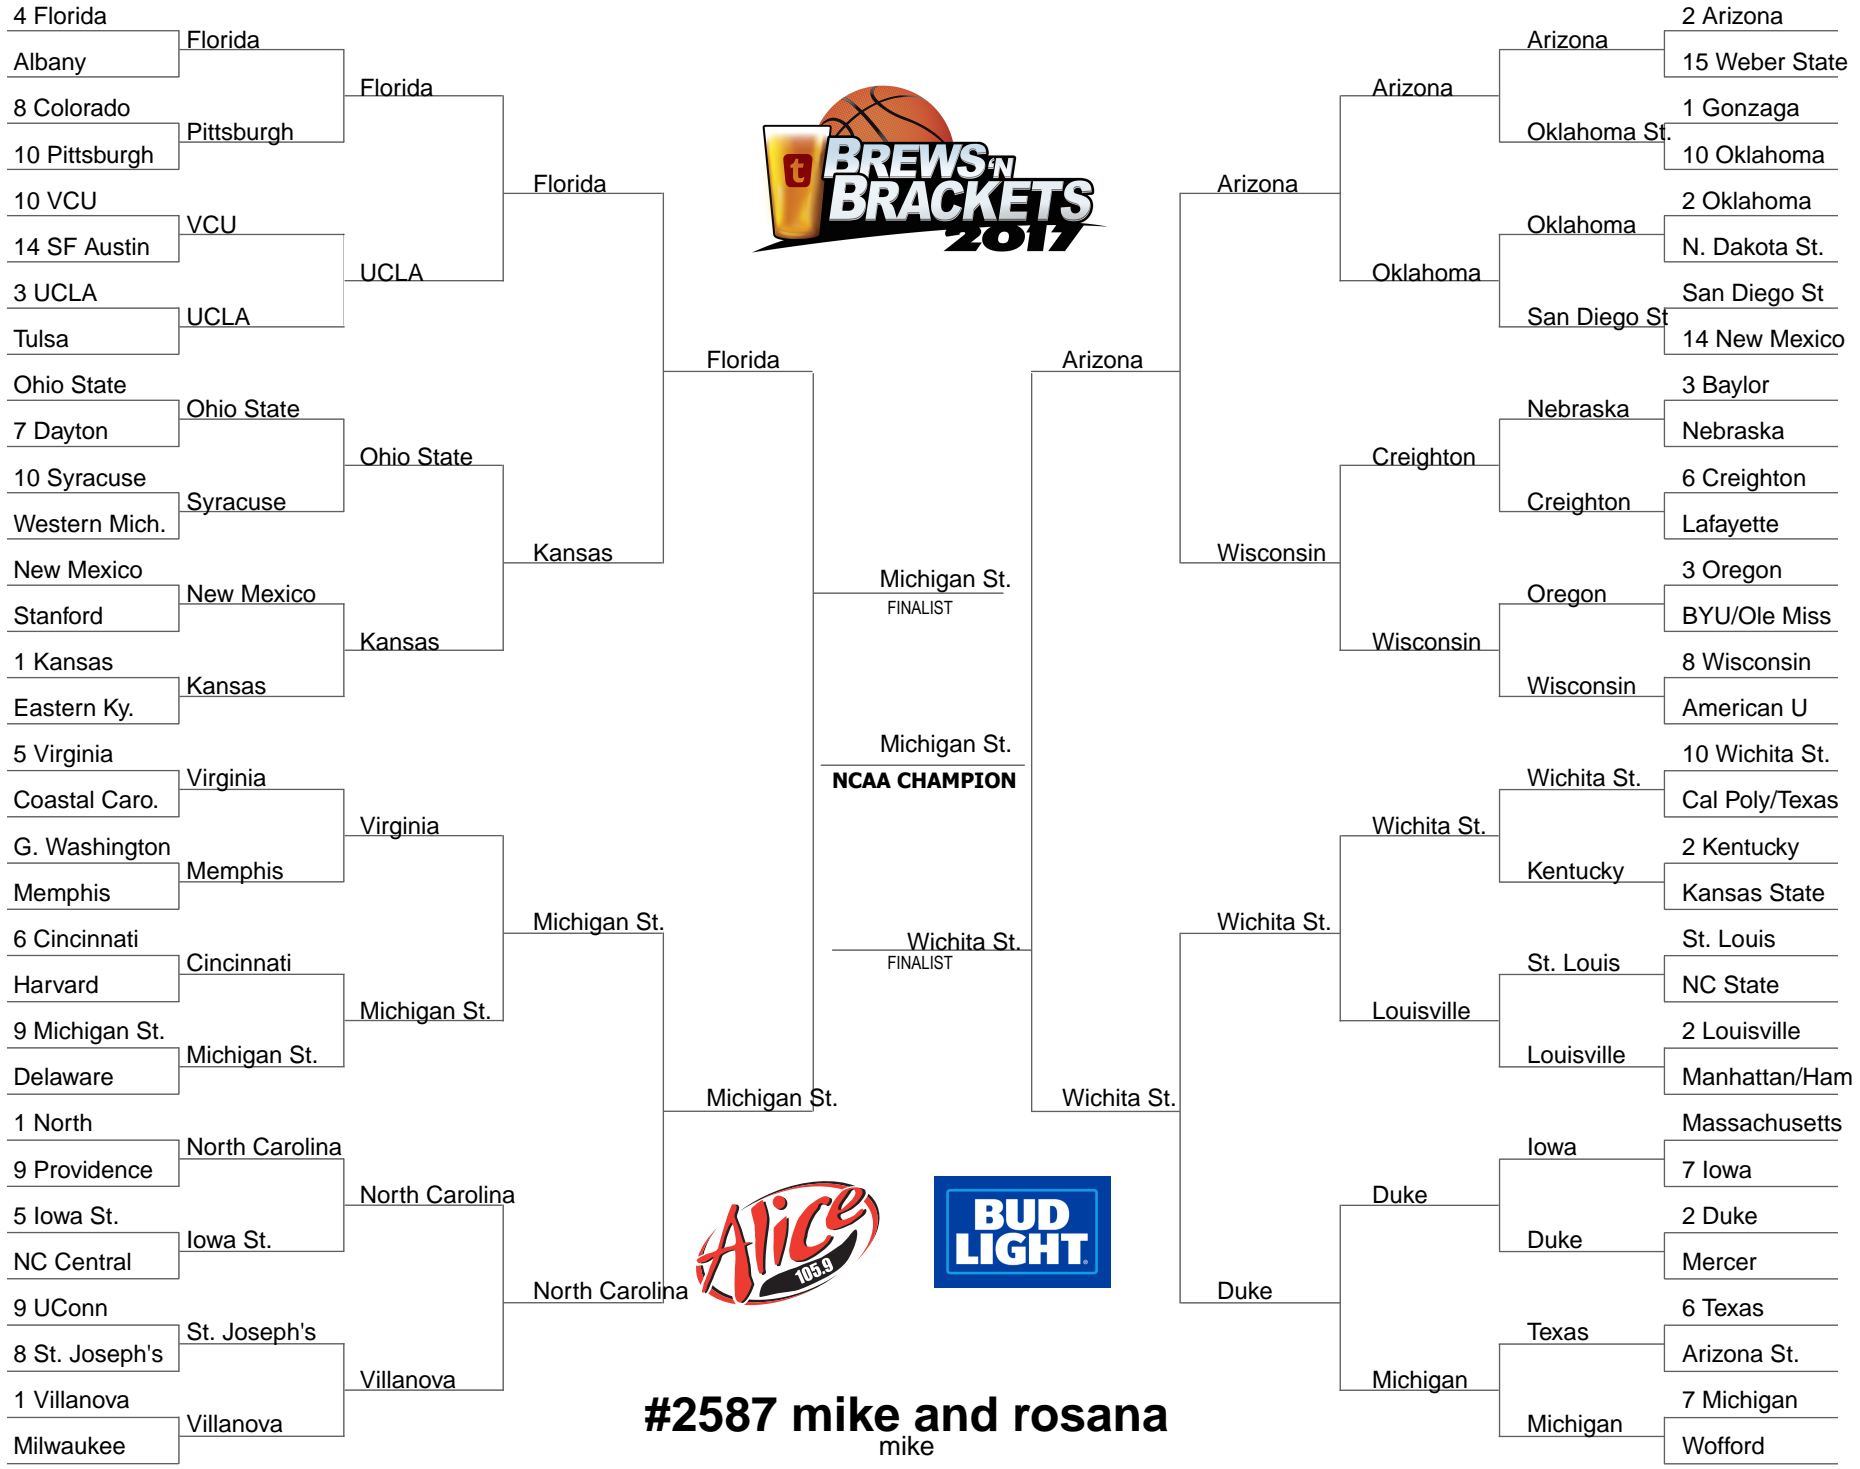 4 Florida
Albany
8 Colorado
10 Pittsburgh
10 VCU
14 SF Austin
3 UCLA
Tulsa
Ohio State
7 Dayton
10 Syracuse
Western Mich.
New Mexico
Stanford
1 Kansas
Eastern Ky.
5 Virginia
Coastal Caro.
G. Washington
Memphis
6 Cincinnati
Harvard
9 Michigan St.
Delaware
1 North
9 Providence
5 Iowa St.
NC Central
9 UConn
8 St. Joseph's
1 Villanova
Milwaukee
Florida
Pittsburgh
VCU
UCLA
Ohio State
Syracuse
New Mexico
Kansas
Virginia
Memphis
Cincinnati
Michigan St.
North Carolina
Iowa St.
St. Joseph's
Villanova
Florida
UCLA
Ohio State
Kansas
Virginia
Michigan St.
North Carolina
Villanova
Florida
Kansas
Michigan St.
North Carolina
Florida
Michigan St.
t
BREWS 'N
BRACKETS
2017
Michigan St.
FINALIST
Michigan St.
NCAA CHAMPION
Wichita St.
FINALIST
Alice
105.9
BUD
LIGHT
#2587 mike and rosana
mike
Arizona
Wichita St.
Arizona
Wisconsin
Wichita St.
Duke
Arizona
Oklahoma
Creighton
Wisconsin
Wichita St.
Louisville
Duke
Michigan
Arizona
Oklahoma St.
Oklahoma
San Diego St
Nebraska
Creighton
Oregon
Wisconsin
Wichita St.
Kentucky
St. Louis
Louisville
Iowa
Duke
Texas
Michigan
2 Arizona
15 Weber State
1 Gonzaga
10 Oklahoma
2 Oklahoma
N. Dakota St.
San Diego St
14 New Mexico
3 Baylor
Nebraska
6 Creighton
Lafayette
3 Oregon
BYU/Ole Miss
8 Wisconsin
American U
10 Wichita St.
Cal Poly/Texas
2 Kentucky
Kansas State
St. Louis
NC State
2 Louisville
Manhattan/Ham
Massachusetts
7 Iowa
2 Duke
Mercer
6 Texas
Arizona St.
7 Michigan
Wofford